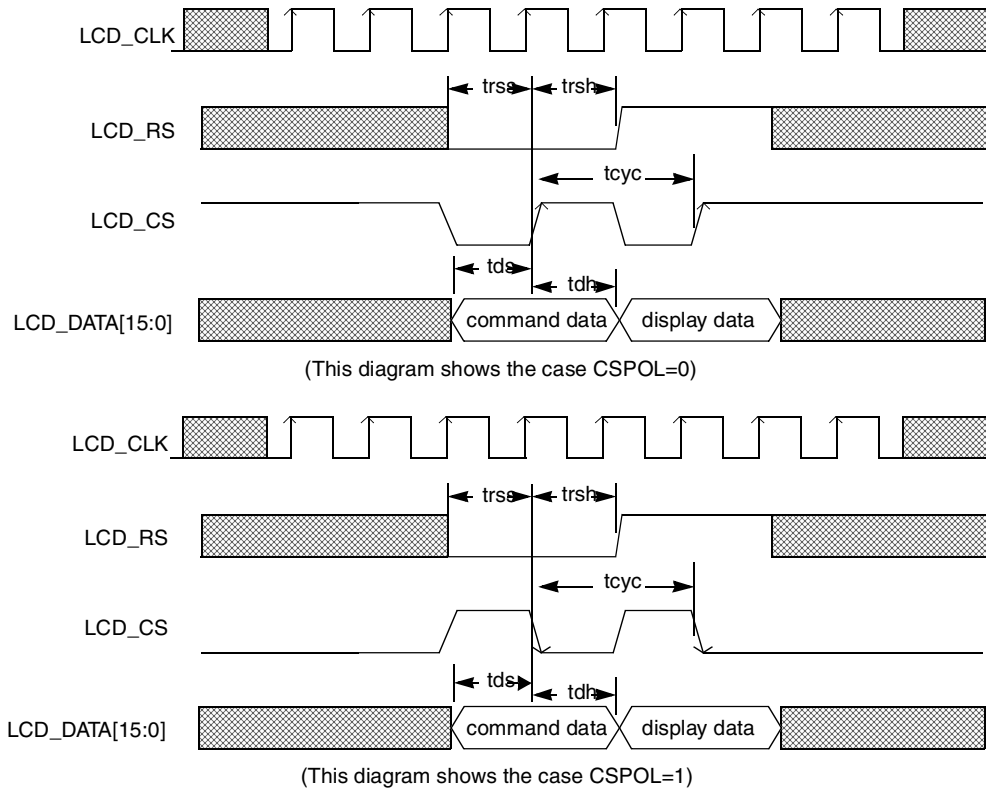 LCD_CLK
trss trsh
LCD_RS
tcyc
LCD_CS
tds
tdh
LCD_DATA[15:0]
command data display data
(This diagram shows the case CSPOL=0)
LCD_CLK
trss trsh
LCD_RS
tcyc
LCD_CS
tds
tdh
LCD_DATA[15:0]
command data display data
(This diagram shows the case CSPOL=1)